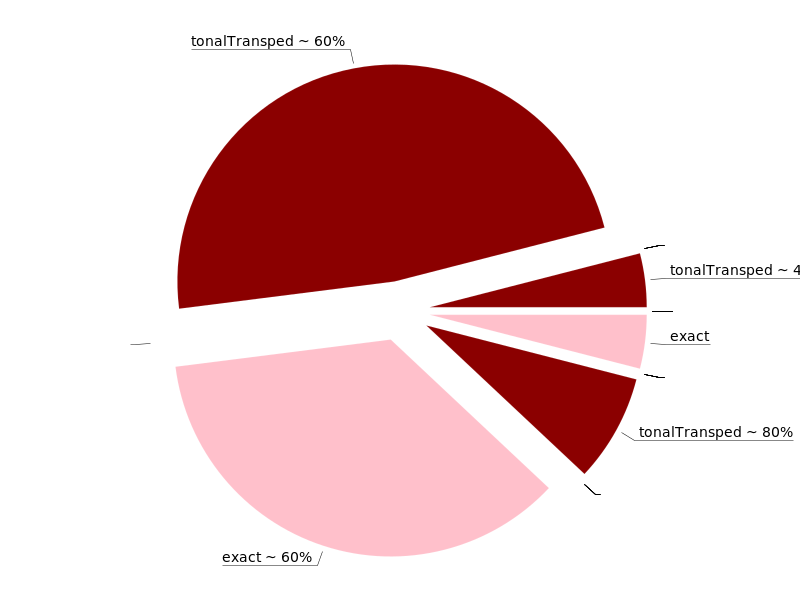 tonalTransped ~ 60%
tonalTransped ~ 4
exact
tonalTransped ~ 80%
exact ~ 60%